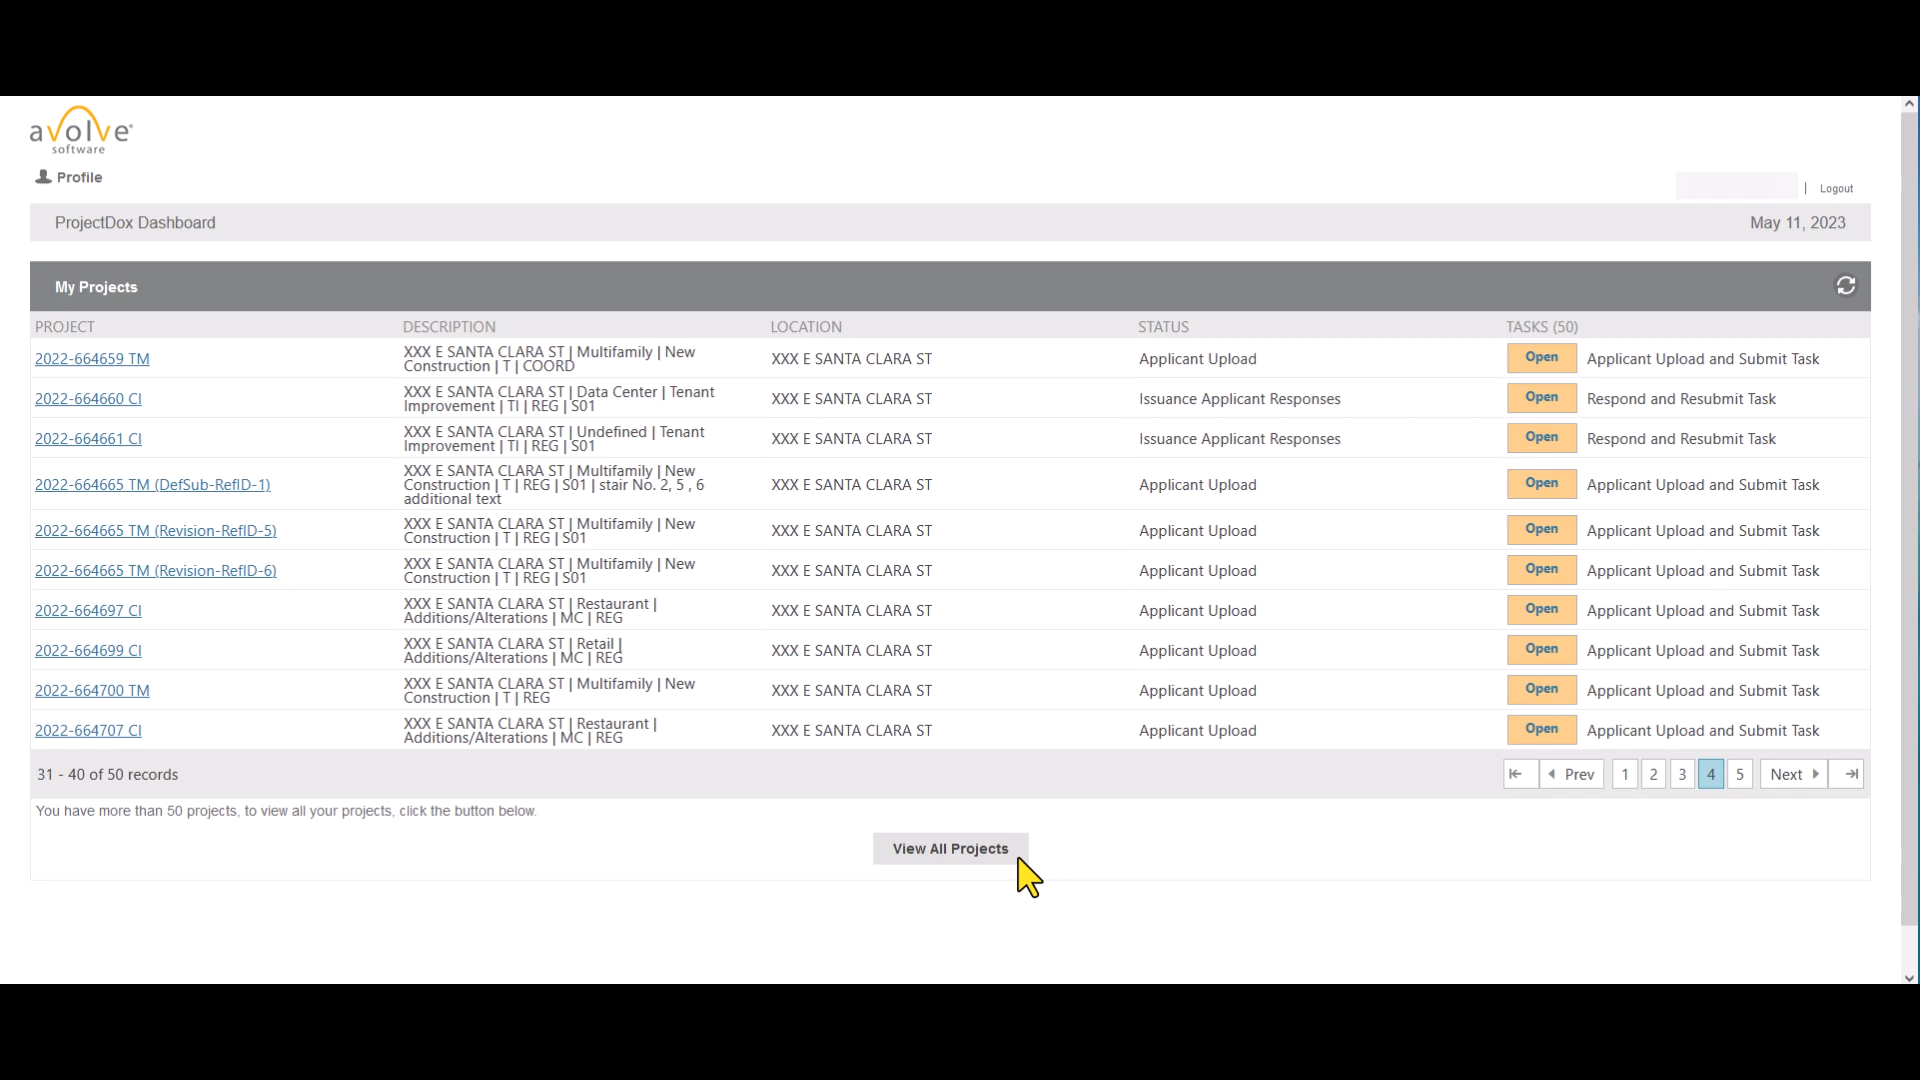 avolve®
software
Profile
| Logout
ProjectDox Dashboard May 11, 2023
My Projects
PROJECT DESCRIPTION LOCATION STATUS TASKS (50)
2022-664659 TM XXX E SANTA CLARA ST | Multifamily | New Construction | T | COORD XXX E SANTA CLARA ST Applicant Upload Open Applicant Upload and Submit Task
2022-664660 CI XXX E SANTA CLARA ST | Data Center | Tenant Improvement | TI | REG | S01 XXX E SANTA CLARA ST Issuance Applicant Responses Open Respond and Resubmit Task
2022-664661 CI XXX E SANTA CLARA ST | Undefined | Tenant Improvement | TI | REG | S01 XXX E SANTA CLARA ST Issuance Applicant Responses Open Respond and Resubmit Task
2022-664665 TM (DefSub-RefID-1) XXX E SANTA CLARA ST | Multifamily | New Construction | T | REG | S01 | stair No. 2, 5 , 6 additional text XXX E SANTA CLARA ST Applicant Upload Open Applicant Upload and Submit Task
2022-664665 TM (Revision-RefID-5) XXX E SANTA CLARA ST | Multifamily | New Construction | T | REG | S01 XXX E SANTA CLARA ST Applicant Upload Open Applicant Upload and Submit Task
2022-664665 TM (Revision-RefID-6) XXX E SANTA CLARA ST | Multifamily | New Construction | T | REG | S01 XXX E SANTA CLARA ST Applicant Upload Open Applicant Upload and Submit Task
2022-664697 CI XXX E SANTA CLARA ST | Restaurant | Additions/Alterations | MC | REG XXX E SANTA CLARA ST Applicant Upload Open Applicant Upload and Submit Task
2022-664699 CI XXX E SANTA CLARA ST | Retail | Additions/Alterations | MC | REG XXX E SANTA CLARA ST Applicant Upload Open Applicant Upload and Submit Task
2022-664700 TM XXX E SANTA CLARA ST | Multifamily | New Construction | T | REG XXX E SANTA CLARA ST Applicant Upload Open Applicant Upload and Submit Task
2022-664707 CI XXX E SANTA CLARA ST | Restaurant | Additions/Alterations | MC | REG XXX E SANTA CLARA ST Applicant Upload Open Applicant Upload and Submit Task
31 - 40 of 50 records Prev 1 2 3 4 5 Next
You have more than 50 projects, to view all your projects, click the button below.
View All Projects